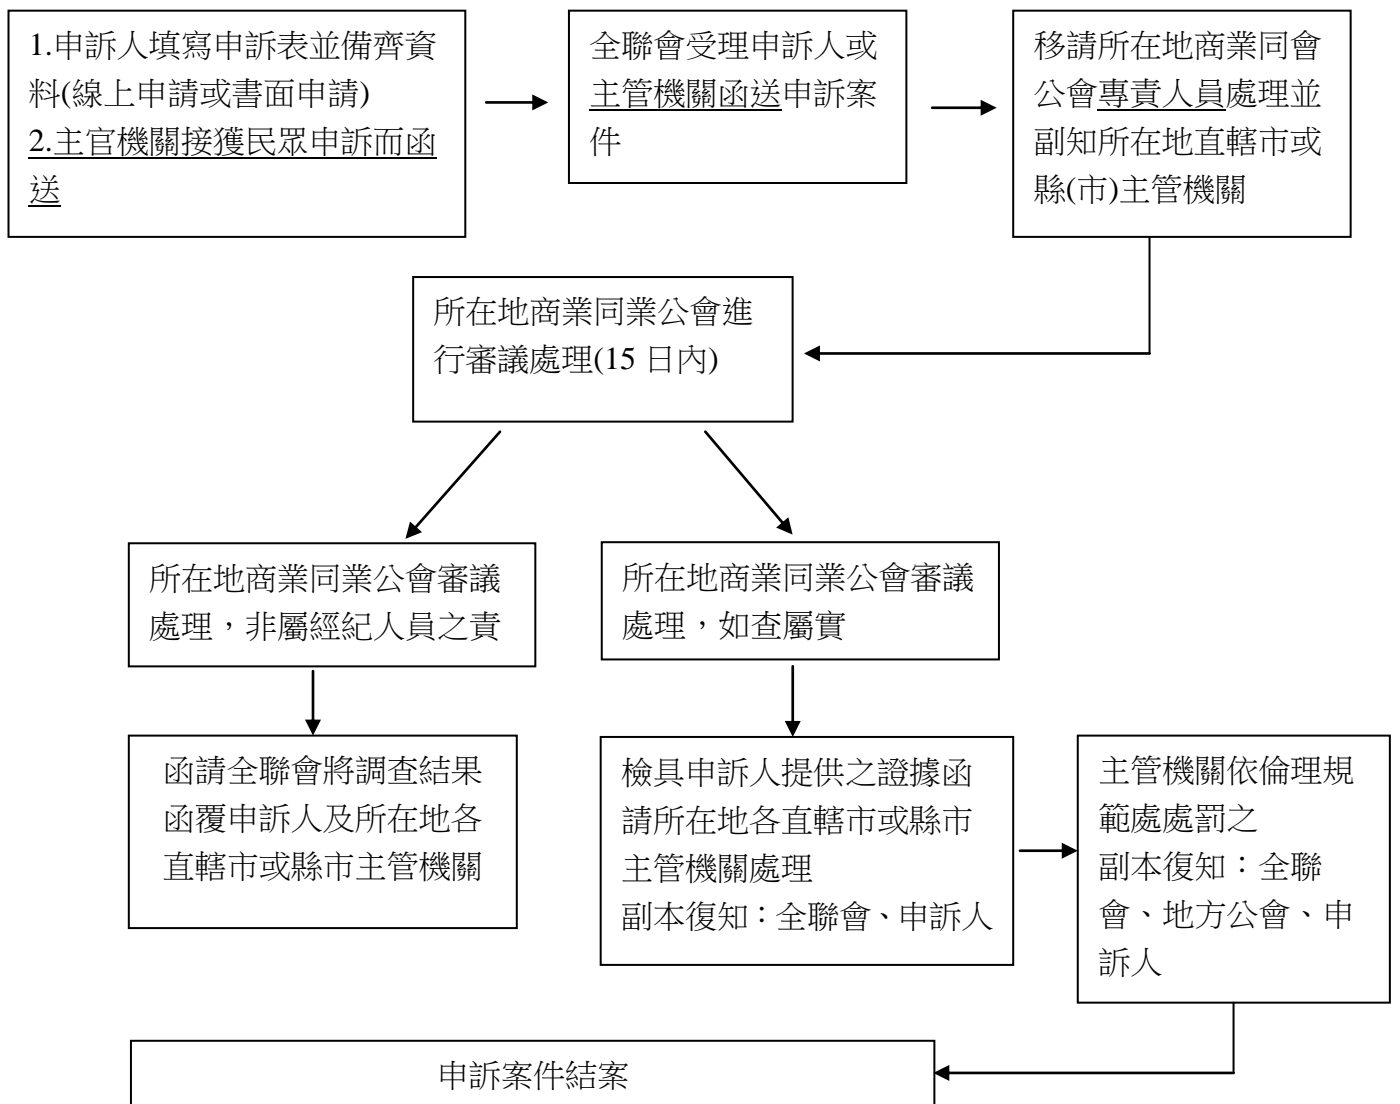 1.申訴人填寫申訴表並備齊資
料(線上申請或書面申請)
2.主官機關接獲民眾申訴而函
送
全聯會受理申訴人或
主管機關函送申訴案
件
移請所在地商業同會
公會專責人員處理並
副知所在地直轄市或
縣(市)主管機關
所在地商業同業公會進
行審議處理(15 日內)
所在地商業同業公會審議
處理，非屬經紀人員之責
所在地商業同業公會審議
處理，如查屬實
函請全聯會將調查結果
函覆申訴人及所在地各
直轄市或縣市主管機關
檢具申訴人提供之證據函
請所在地各直轄市或縣市
主管機關處理
副本復知：全聯會、申訴人
主管機關依倫理規
範處處罰之
副本復知：全聯
會、地方公會、申
訴人
申訴案件結案